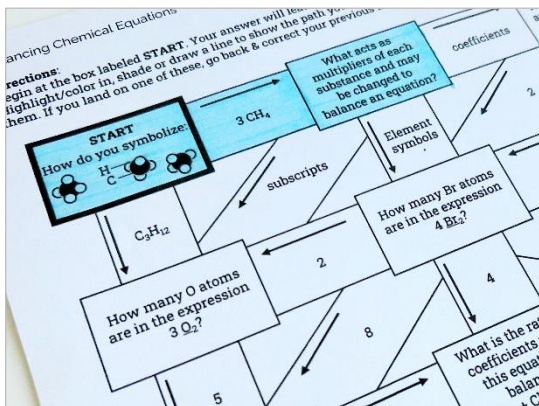 ancing Chemical Equations
rections:
egin at the box labeled START. Your answer will lea
ighlight/color in, shade or draw a line to show the path you
hem. If you land on one of these, go back & correct your previous
START
How do you symbolize:
H
C
3 CH₄
What acts as
multipliers of each
substance and may
be changed to
balance an equation?
coefficients
2
C₃H₁₂
subscripts
Element
symbols
How many O atoms
are in the expression
3 O₂?
2
How many Br atoms
are in the expression
4 Br₂?
5
8
4
What is the ra
coefficients
this equa
balan